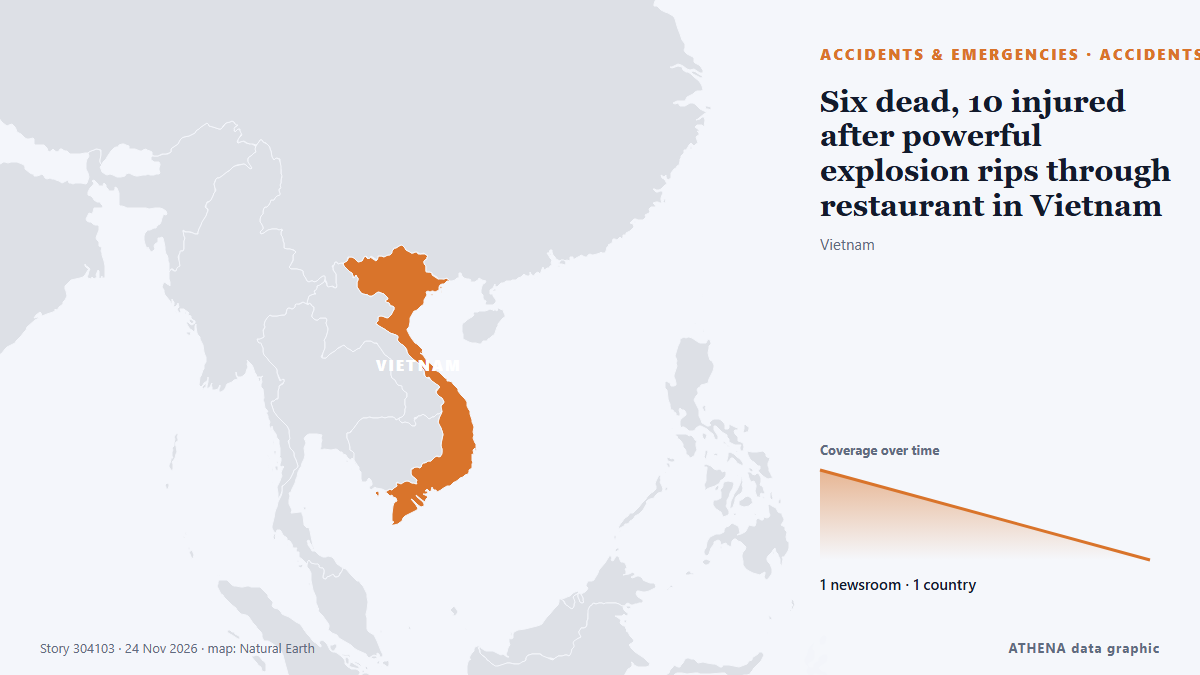 ACCIDENTS & EMERGENCIES · ACCIDENTS
Six dead, 10 injured
after powerful
explosion rips through
restaurant in Vietnam
Vietnam
VIETNAM
Coverage over time
1 newsroom · 1 country
Story 304103 · 24 Nov 2026 · map: Natural Earth
ATHENA data graphic